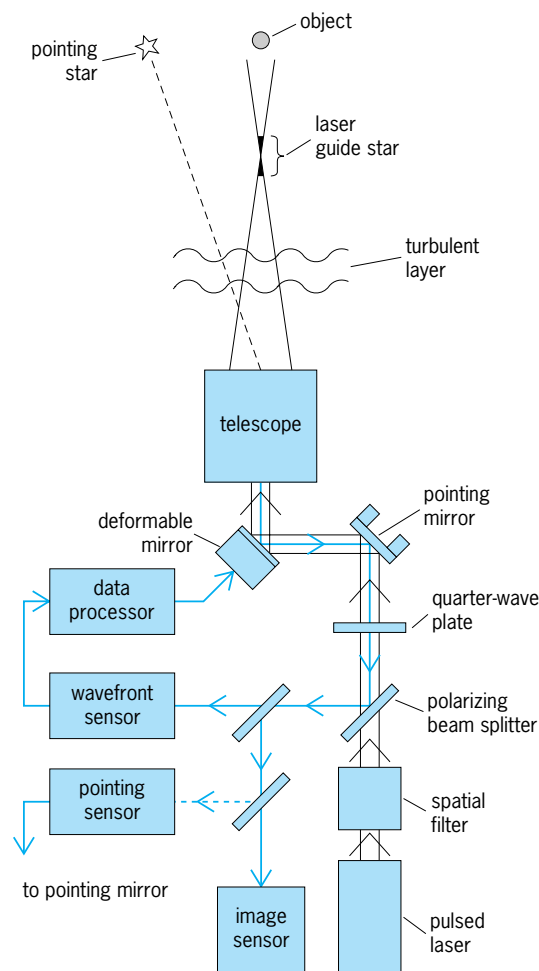 object
pointing
star
laser
guide star
turbulent
layer
telescope
pointing
mirror
deformable
mirror
data
processor
quarter-wave
plate
wavefront
sensor
polarizing
beam splitter
pointing
sensor
spatial
filter
to pointing mirror
image
sensor
pulsed
laser